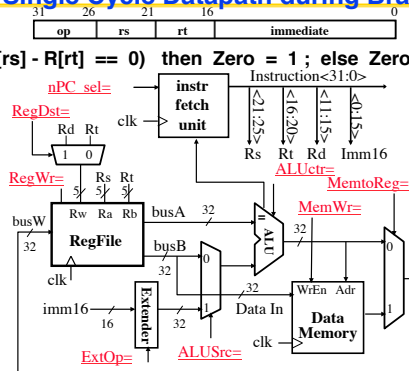 Single Cycle Datapath during Bra
31 26 21 16 0
op rs rt immediate
[rs] - R[rt] == 0) then Zero = 1 ; else Zero
nPC_sel=
instr
fetch
unit
clk
Instruction<31:0>
<21:25>
<16:20>
<11:15>
<0:15>
Rs Rt Rd Imm16
RegDst=
Rd Rt
1 0
RegWr=
Rs Rt
5 5 5
busW
32
Rw Ra Rb
RegFile
clk
busA
32
busB
32
ALUctr=
=
ALU
32
MemtoReg=
MemWr=
0
1
0
1
imm16
16
Extender
32
ExtOp=
ALUSrc=
32
Data In
WrEn Adr
Data
Memory
clk